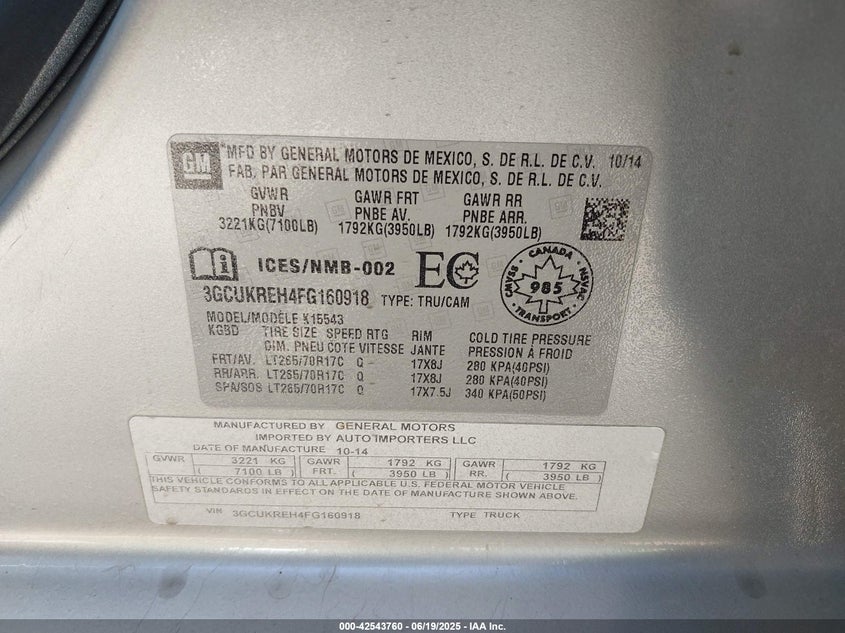 GM
MFD BY GENERAL MOTORS DE MEXICO, S. DE R.L. DE C.V. 10/14
FAB. PAR GENERAL MOTORS DE MEXICO, S. DE R.L. DE C.V.
GVWR GAWR FRT GAWR RR
PNBV PNBE AV. PNBE ARR.
3221KG(7100LB) 1792KG(3950LB) 1792KG(3950LB)
i ICES/NMB-002 EC
CANADA CMVSS 985 NSVAC TRANSPORT
3GCUKREH4FG160918 TYPE: TRU/CAM
MODEL/MODÈLE K15543
KGBD TIRE SIZE SPEED RTG RIM COLD TIRE PRESSURE
DIM. PNEU COTE VITESSE JANTE PRESSION À FROID
FRT/AV. LT265/70R17C Q - 17X8J 280 KPA(40PSI)
RR/ARR. LT265/70R17C Q 17X8J 280 KPA(40PSI)
SPA/SOS LT265/70R17C Q 17X7.5J 340 KPA(50PSI)
MANUFACTURED BY GENERAL MOTORS
IMPORTED BY AUTO IMPORTERS LLC
DATE OF MANUFACTURE 10-14
GVWR 3221 KG GAWR 1792 KG GAWR 1792 KG
( 7100 LB ) FRT. ( 3950 LB ) RR. ( 3950 LB )
THIS VEHICLE CONFORMS TO ALL APPLICABLE U.S. FEDERAL MOTOR VEHICLE
SAFETY STANDARDS IN EFFECT ON THE DATE OF MANUFACTURE SHOWN ABOVE.
VIN 3GCUKREH4FG160918 TYPE TRUCK
000-42543760 / 06/19/2025 - IAA Inc.